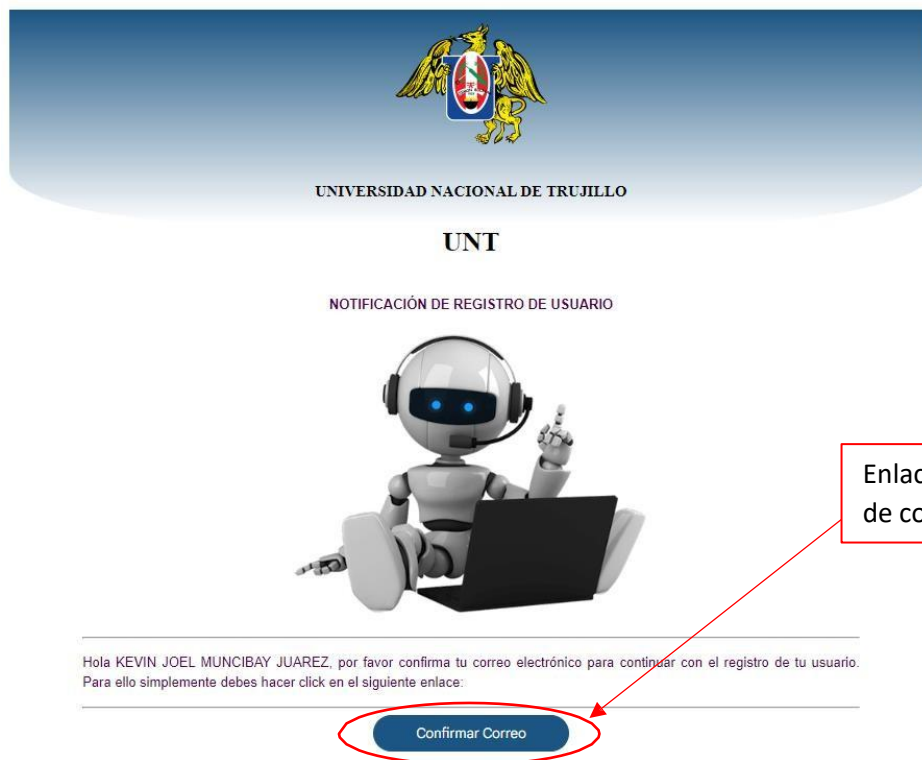 UNIVERSIDAD NACIONAL DE TRUJILLO
UNT
NOTIFICACIÓN DE REGISTRO DE USUARIO
de
Hola KEVIN JOEL MUNCIBAY JUAREZ, por favor confirma tu correo electrónico para continuar con el registro de tu usuario.
Para ello simplemente debes hacer click en el siguiente enlace:
Confirmar Correo